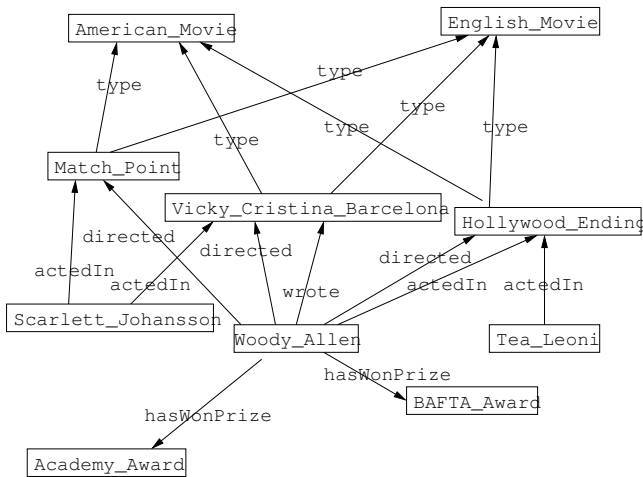 American_Movie
English_Movie
type
type
type
type
type
type
Match_Point
Vicky_Cristina_Barcelona
Hollywood_Ending
directed
directed
directed
actedIn
actedIn
actedIn
actedIn
wrote
Scarlett_Johansson
Woody_Allen
Tea_Leoni
hasWonPrize
BAFTA_Award
hasWonPrize
Academy_Award